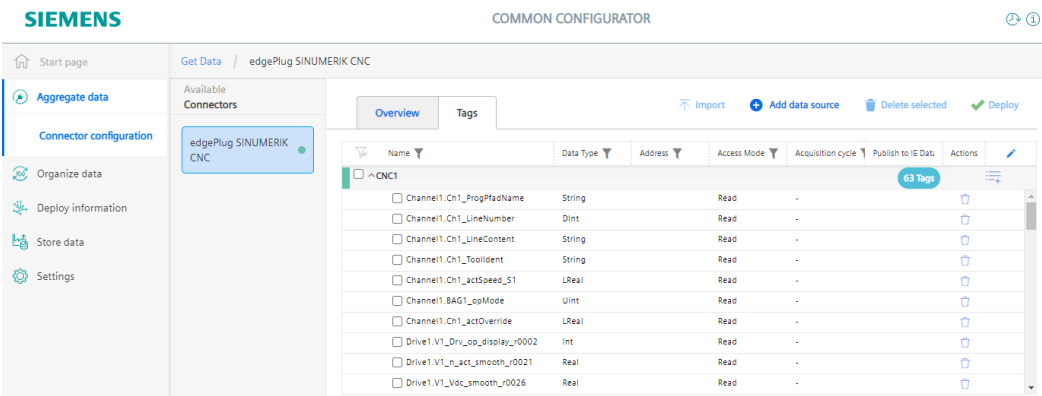 SIEMENS
COMMON CONFIGURATOR
Start page
Aggregate data
Connector configuration
Organize data
Deploy information
Store data
Settings
Get Data / edgePlug SINUMERIK CNC
Available
Connectors
edgePlug SINUMERIK
CNC
Overview Tags
Import Add data source Delete selected Deploy
Name Data Type Address Access Mode Acquisition cycle Publish to IE Data Actions
CNC1 63 Tags
Channel1.Ch1_ProgPfadName String Read -
Channel1.Ch1_LineNumber DInt Read -
Channel1.Ch1_LineContent String Read -
Channel1.Ch1_ToolIdent String Read -
Channel1.Ch1_actSpeed_S1 LReal Read -
Channel1.BAG1_opMode UInt Read -
Channel1.Ch1_actOverride LReal Read -
Drive1.V1_Drv_op_display_r0002 Int Read -
Drive1.V1_n_act_smooth_r0021 Real Read -
Drive1.V1_Vdc_smooth_r0026 Real Read -